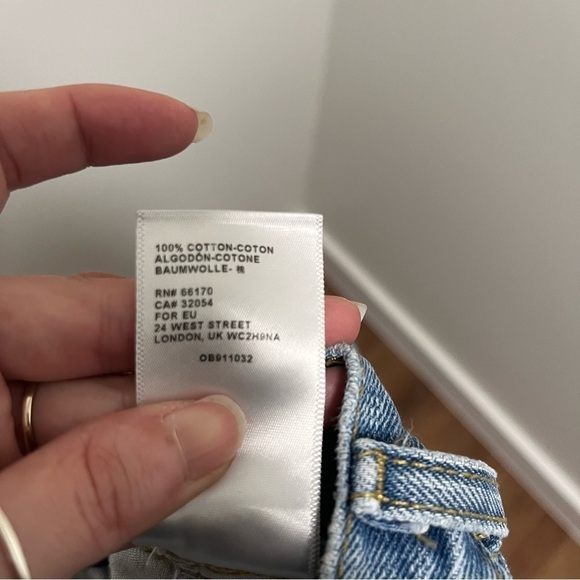 100% COTTON-COTON
ALGODÓN-COTONE
BAUMWOLLE- 棉
RN# 66170
CA# 32054
FOR EU
24 WEST STREET
LONDON, UK WC2H9NA
OB911032